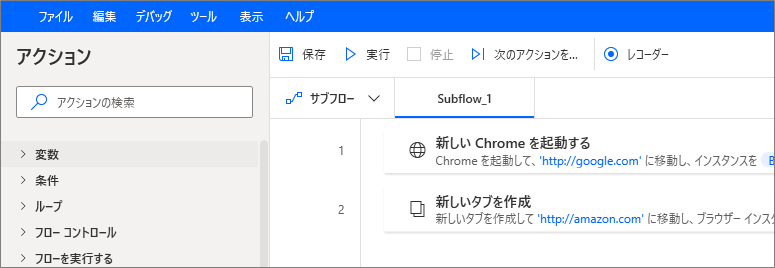 ファイル 編集 デバッグ ツール 表示 ヘルプ
アクション
アクションの検索
変数
条件
ループ
フロー コントロール
フローを実行する
保存 実行 停止 次のアクションを... レコーダー
サブフロー Subflow_1
1 新しい Chrome を起動する
Chrome を起動して、'http://google.com' に移動し、インスタンスを B
2 新しいタブを作成
新しいタブを作成して 'http://amazon.com' に移動し、ブラウザー インス